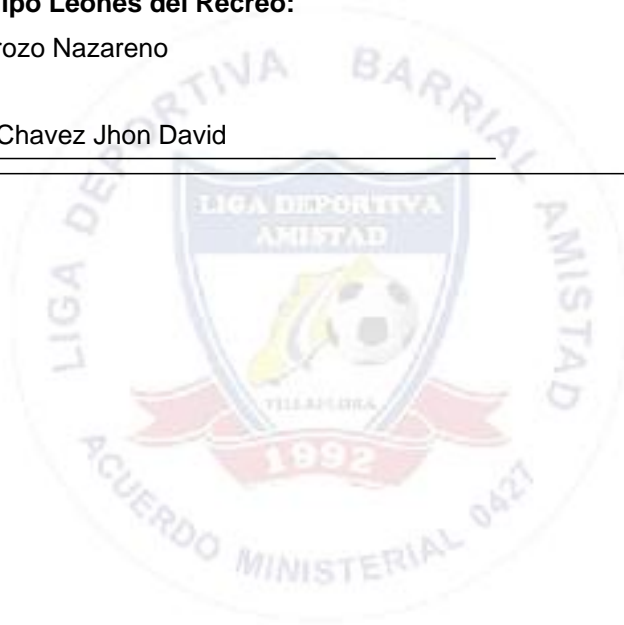 ipo Leones del Recreo:
rozo Nazareno
Chavez Jhon David
LIGA DEPORTIVA BARRIAL AMISTAD
LIGA DEPORTIVA
AMISTAD
VILLAFLORA
1992
ACUERDO MINISTERIAL 0427